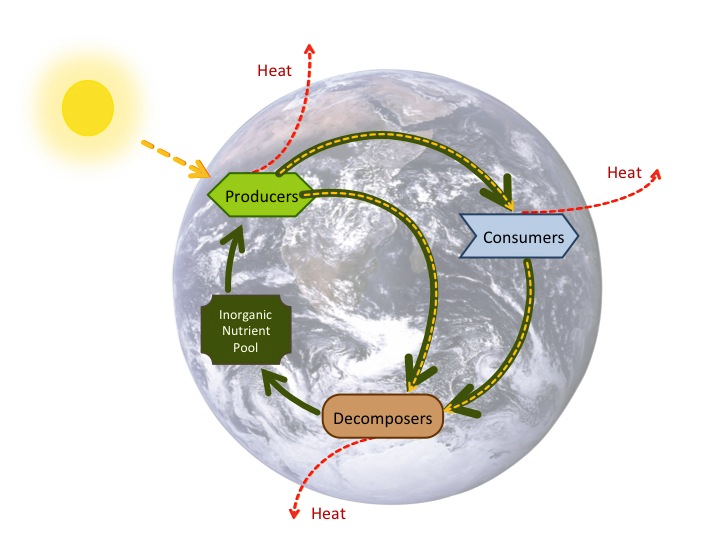 Heat
Heat
Producers
Consumers
Inorganic
Nutrient
Pool
Decomposers
Heat